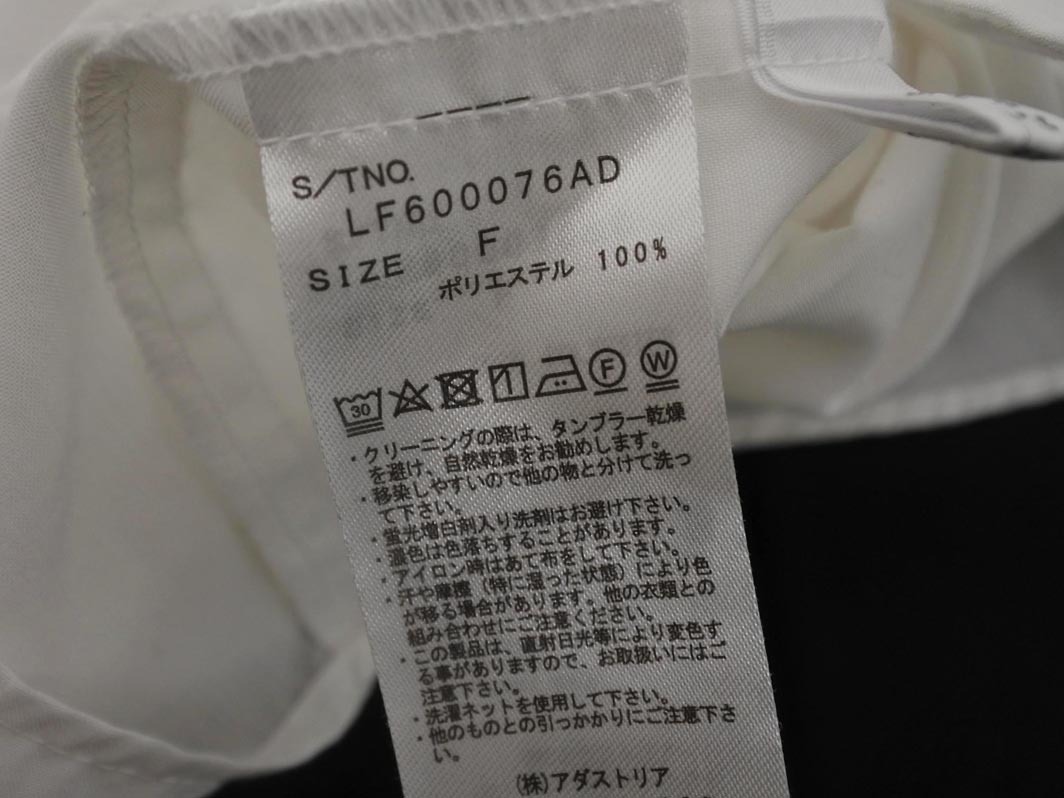 S/TNO.
LF600076AD
SIZE F
ポリエステル 100%
30 F W
・クリーニングの際は、タンブラー乾燥
を避け、自然乾燥をお勧めします。
・移染しやすいので他の物と分けて洗っ
て下さい。
・蛍光増白剤入り洗剤はお避け下さい。
・濃色は色落ちすることがあります。
・アイロン時はあて布をして下さい。
・汗や摩擦（特に湿った状態）により色
が移る場合があります。他の衣類との
組み合わせにご注意ください。
・この製品は、直射日光等により変色す
る事がありますので、お取扱いにはご
注意下さい。
・洗濯ネットを使用して下さい。
・他のものとの引っかかりにご注意下さ
い。
(株)アダストリア